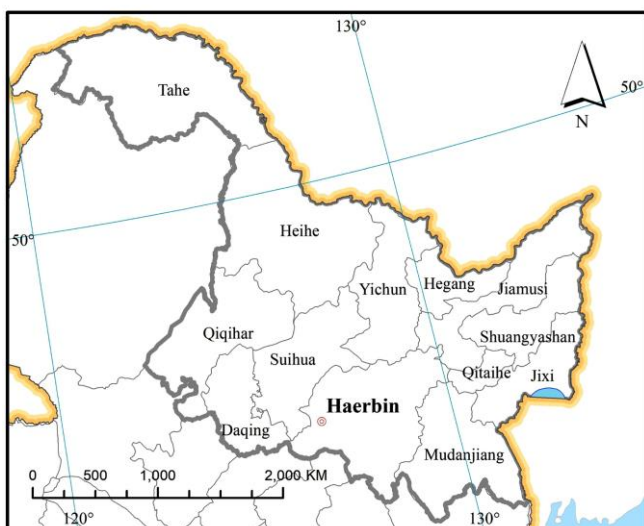 130°
Tahe
50°
N
50°
Heihe
Yichun
Hegang
Jiamusi
Qiqihar
Shuangyashan
Suihua
Qitaihe
Jixi
Haerbin
Daqing
Mudanjiang
0 500 1,000 2,000 KM
120°
130°